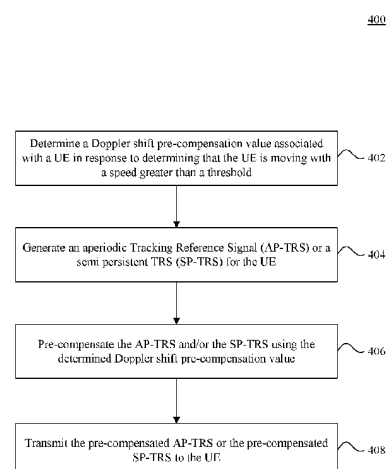 400
Determine a Doppler shift pre-compensation value associated
with a UE in response to determining that the UE is moving with
a speed greater than a threshold
402
Generate an aperiodic Tracking Reference Signal (AP-TRS) or a
semi persistent TRS (SP-TRS) for the UE
404
Pre-compensate the AP-TRS and/or the SP-TRS using the
determined Doppler shift pre-compensation value
406
Transmit the pre-compensated AP-TRS or the pre-compensated
SP-TRS to the UE
408